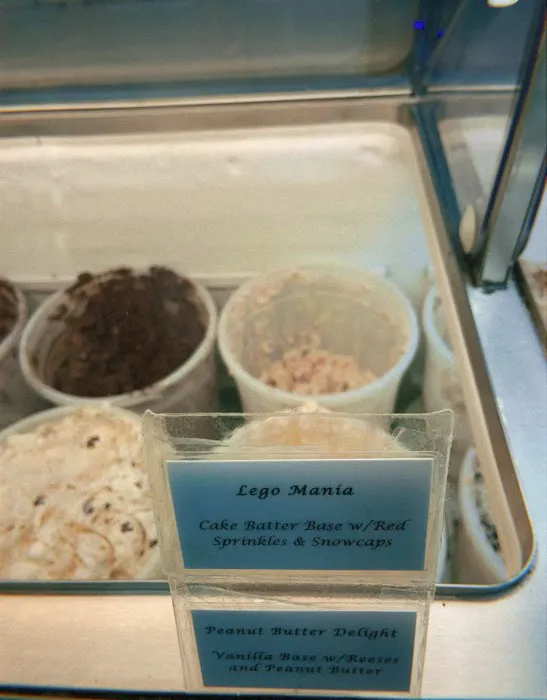 Lego Mania
Cake Batter Base w/Red
Sprinkles & Snowcaps
Peanut Butter Delight
Vanilla Base w/Reeses
and Peanut Butter